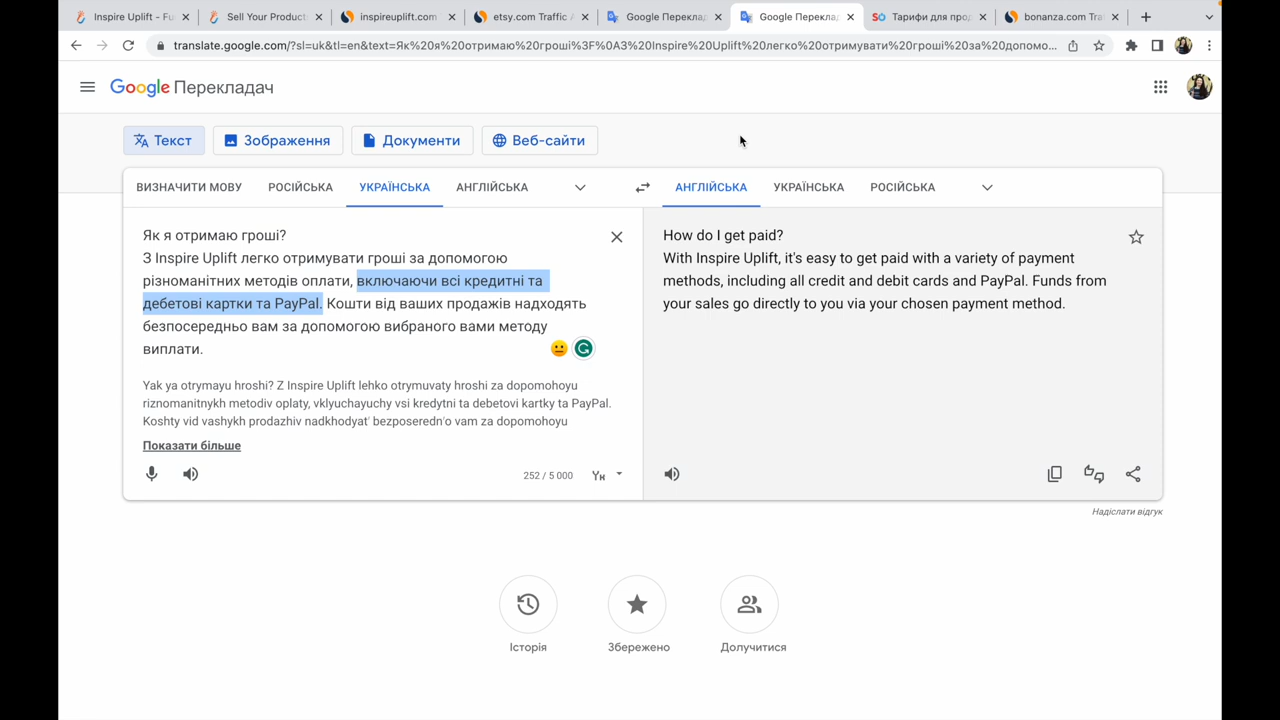 Inspire Uplift - Fu
Sell Your Product
inspireuplift.com
etsy.com Traffic A
Google Переклад
Google Переклад
Тарифи для про
bonanza.com Tra
translate.google.com/?sl=uk&tl=en&text=Як%20я%20отримаю%20гроші%3F%0A3%20Inspire%20Uplift%20легко%20отримувати%20гроші%20за%20допомо...
Google Перекладач
Текст
Зображення
Документи
Веб-сайти
ВИЗНАЧИТИ МОВУ
РОСІЙСЬКА
УКРАЇНСЬКА
АНГЛІЙСЬКА
АНГЛІЙСЬКА
УКРАЇНСЬКА
РОСІЙСЬКА
Як я отримаю гроші?
З Inspire Uplift легко отримувати гроші за допомогою
різноманітних методів оплати, включаючи всі кредитні та
дебетові картки та PayPal. Кошти від ваших продажів надходять
безпосередньо вам за допомогою вибраного вами методу
виплати.
Yak ya otrymayu hroshi? Z Inspire Uplift lehko otrymuvaty hroshi za dopomohoyu
riznomanitnykh metodiv oplaty, vklyuchayuchy vsi kredytni ta debetovi kartky ta PayPal.
Koshty vid vashykh prodazhiv nadkhodyatʹ bezposerednʹo vam za dopomohoyu
Показати більше
252 / 5 000
How do I get paid?
With Inspire Uplift, it's easy to get paid with a variety of payment
methods, including all credit and debit cards and PayPal. Funds from
your sales go directly to you via your chosen payment method.
Надіслати відгук
Історія
Збережено
Долучитися